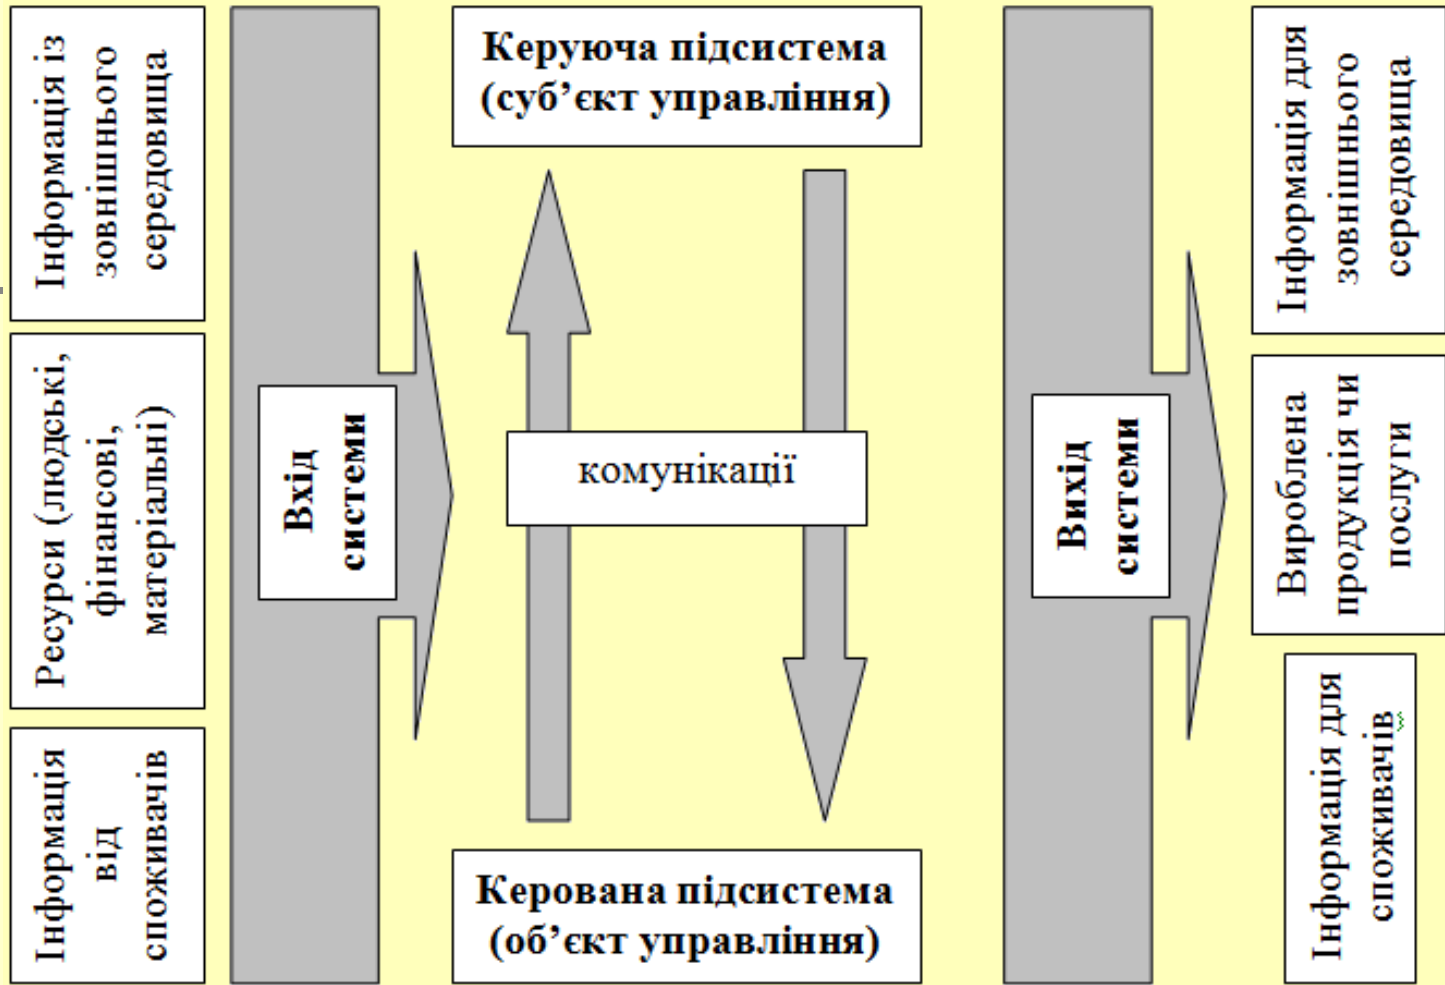 Інформація із
зовнішнього
середовища
Ресурси (людські,
фінансові,
матеріальні)
Інформація
від
споживачів
Вхід
системи
Керуюча підсистема
(суб’єкт управління)
комунікації
Керована підсистема
(об’єкт управління)
Вихід
системи
Інформація для
зовнішнього
середовища
Вироблена
продукція чи
послуги
Інформація для
споживачів